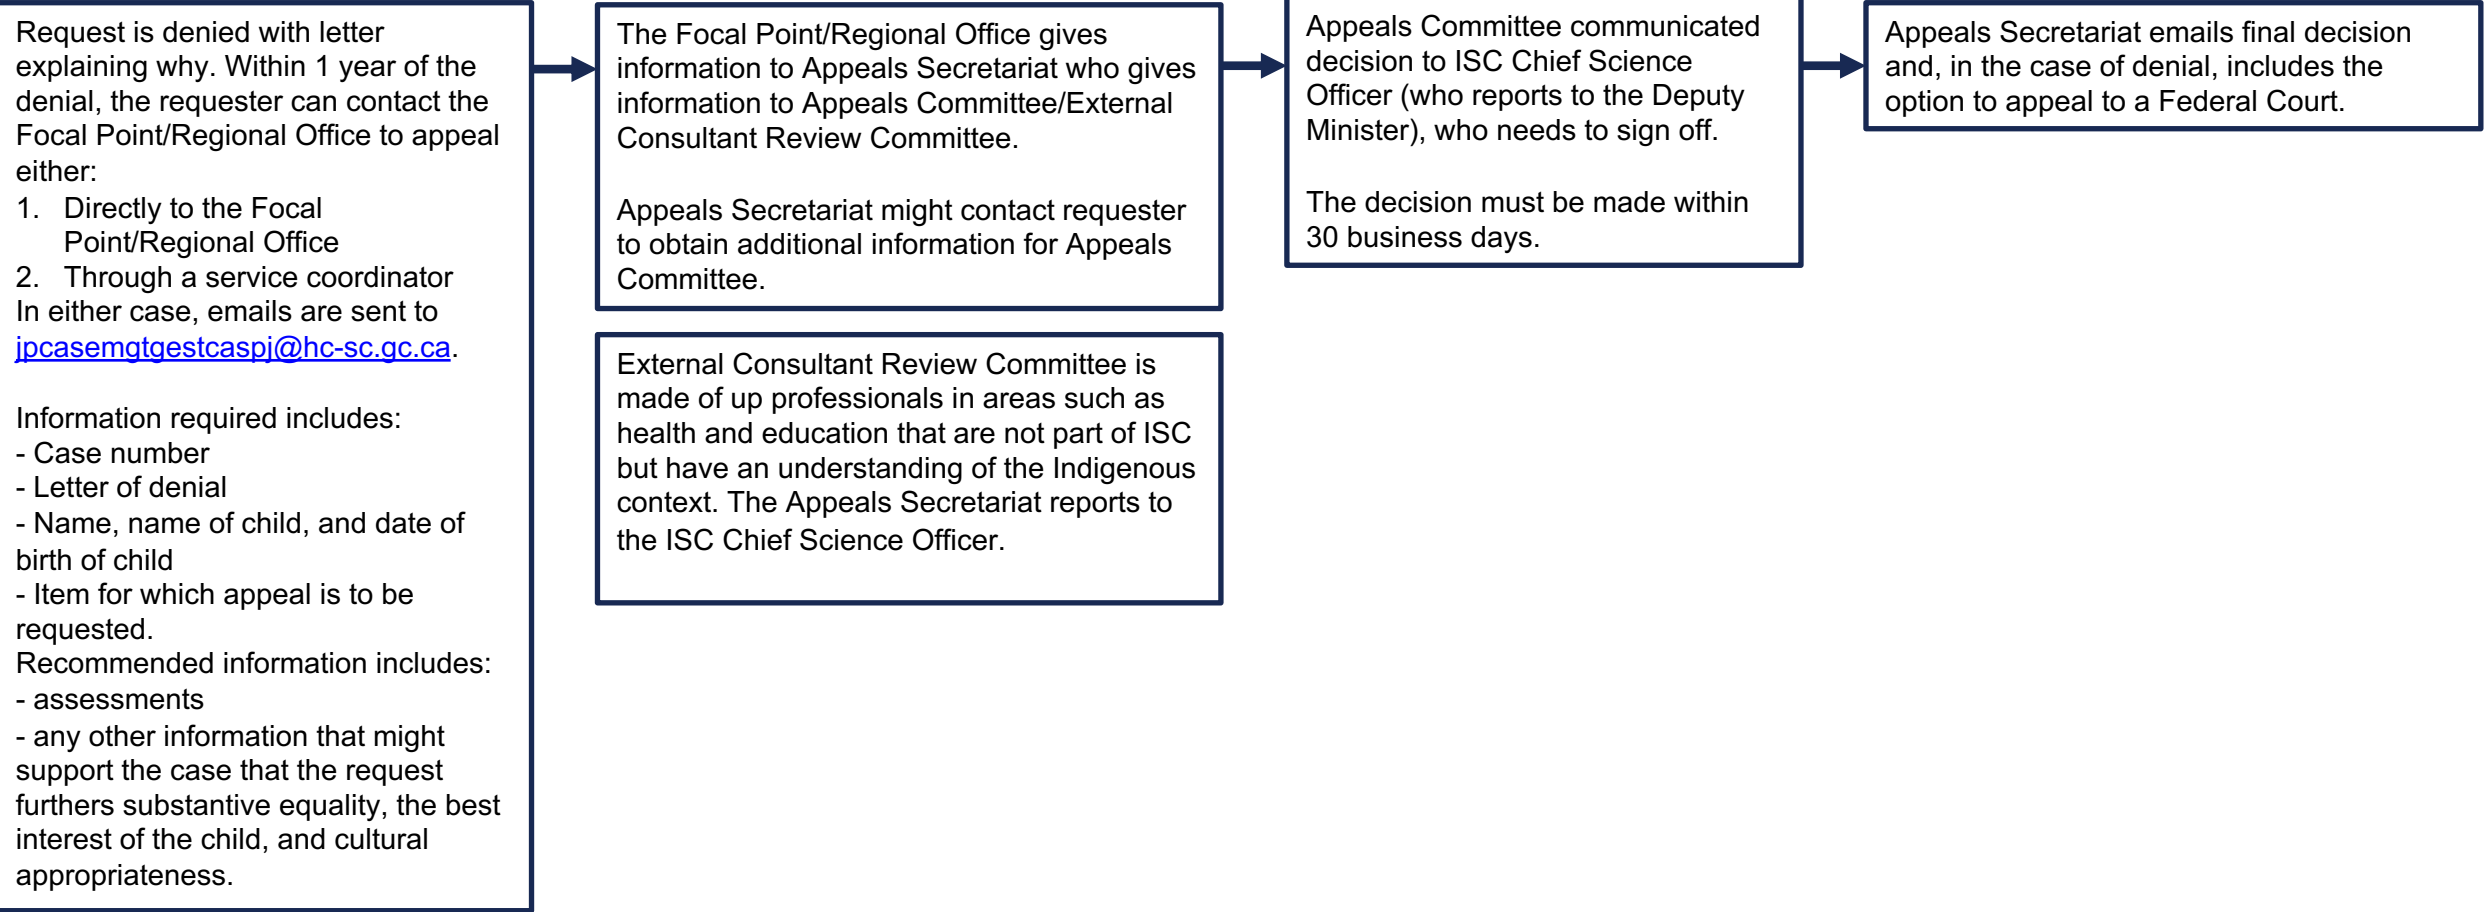 Request is denied with letter
explaining why. Within 1 year of the
denial, the requester can contact the
Focal Point/Regional Office to appeal
either:
1. Directly to the Focal
Point/Regional Office
2. Through a service coordinator
In either case, emails are sent to
jpcasemgtgestcaspj@hc-sc.gc.ca.
Information required includes:
- Case number
- Letter of denial
- Name, name of child, and date of
birth of child
- Item for which appeal is to be
requested.
Recommended information includes:
- assessments
- any other information that might
support the case that the request
furthers substantive equality, the best
interest of the child, and cultural
appropriateness.
The Focal Point/Regional Office gives
information to Appeals Secretariat who gives
information to Appeals Committee/External
Consultant Review Committee.
Appeals Secretariat might contact requester
to obtain additional information for Appeals
Committee.
External Consultant Review Committee is
made of up professionals in areas such as
health and education that are not part of ISC
but have an understanding of the Indigenous
context. The Appeals Secretariat reports to
the ISC Chief Science Officer.
Appeals Committee communicated
decision to ISC Chief Science
Officer (who reports to the Deputy
Minister), who needs to sign off.
The decision must be made within
30 business days.
Appeals Secretariat emails final decision
and, in the case of denial, includes the
option to appeal to a Federal Court.